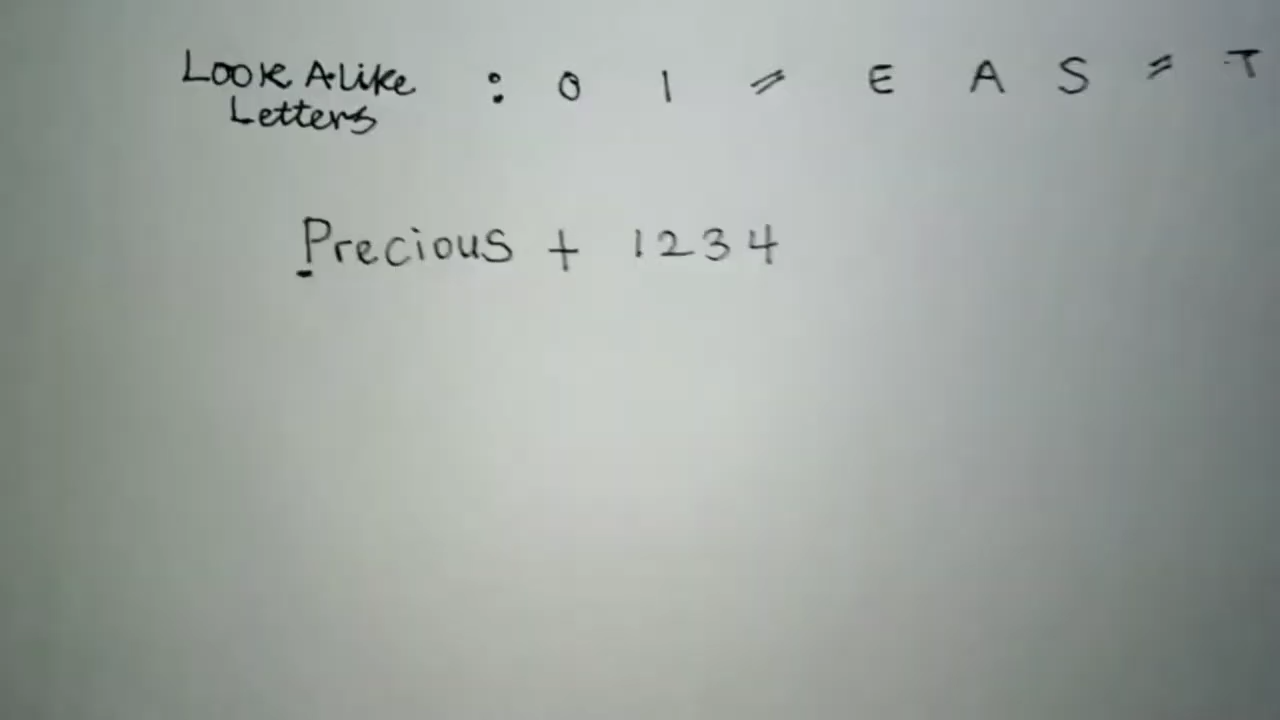 Look Alike : 0 1 = E A S = T
Letters
Precious + 1234